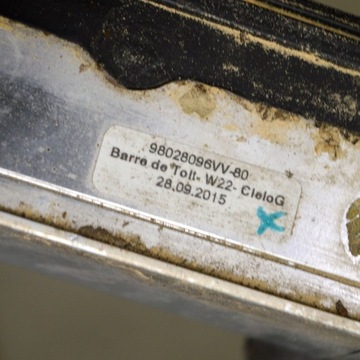 98028096VV-80
Barre de Toit- W22- CieloG
28.09.2015